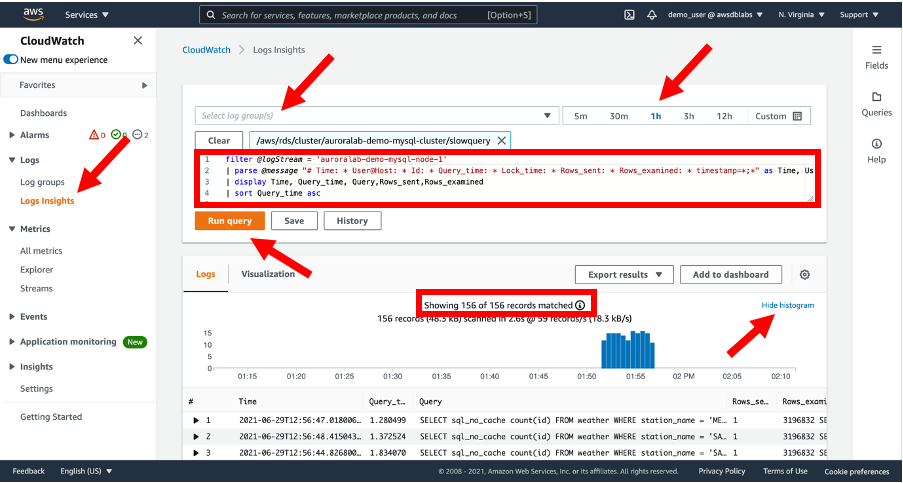 aws Services Search for services, features, marketplace products, and docs [Option+S] demo_user @ awsdblabs N. Virginia Support
CloudWatch
New menu experience
Favorites
Dashboards
Alarms 0 0 2
Logs
Log groups
Logs Insights
Metrics
All metrics
Explorer
Streams
Events
Application monitoring New
Insights
Settings
Getting Started
CloudWatch > Logs Insights
Select log group(s) 5m 30m 1h 3h 12h Custom
Clear /aws/rds/cluster/auroralab-demo-mysql-cluster/slowquery
1 filter @logStream = 'auroralab-demo-mysql-node-1'
2 | parse @message "# Time: * User@Host: * Id: * Query_time: * Lock_time: * Rows_sent: * Rows_examined: * timestamp=*;*" as Time, Us
3 | display Time, Query_time, Query,Rows_sent,Rows_examined
4 | sort Query_time asc
Run query Save History
Logs Visualization Export results Add to dashboard
Showing 156 of 156 records matched
Hide histogram
156 records (48.3 kB) scanned in 2.6s @ 59 records/s (18.3 kB/s)
15
10
5
0
01:15 01:20 01:25 01:30 01:35 01:40 01:45 01:50 01:55 02 PM 02:05 02:10
# Time Query_t... Query Rows_se... Rows_exami
1 2021-06-29T12:56:47.018006... 1.280499 SELECT sql_no_cache count(id) FROM weather WHERE station_name = 'ME... 1 3196832 SE
2 2021-06-29T12:56:48.415043... 1.372524 SELECT sql_no_cache count(id) FROM weather WHERE station_name = 'SA... 1 3196832 SE
3 2021-06-29T12:56:44.826800... 1.834070 SELECT sql_no_cache count(id) FROM weather WHERE station_name = 'SA... 1 3196832 SE
Fields
Queries
Help
Feedback English (US) © 2008 - 2021, Amazon Web Services, Inc. or its affiliates. All rights reserved. Privacy Policy Terms of Use Cookie preferences